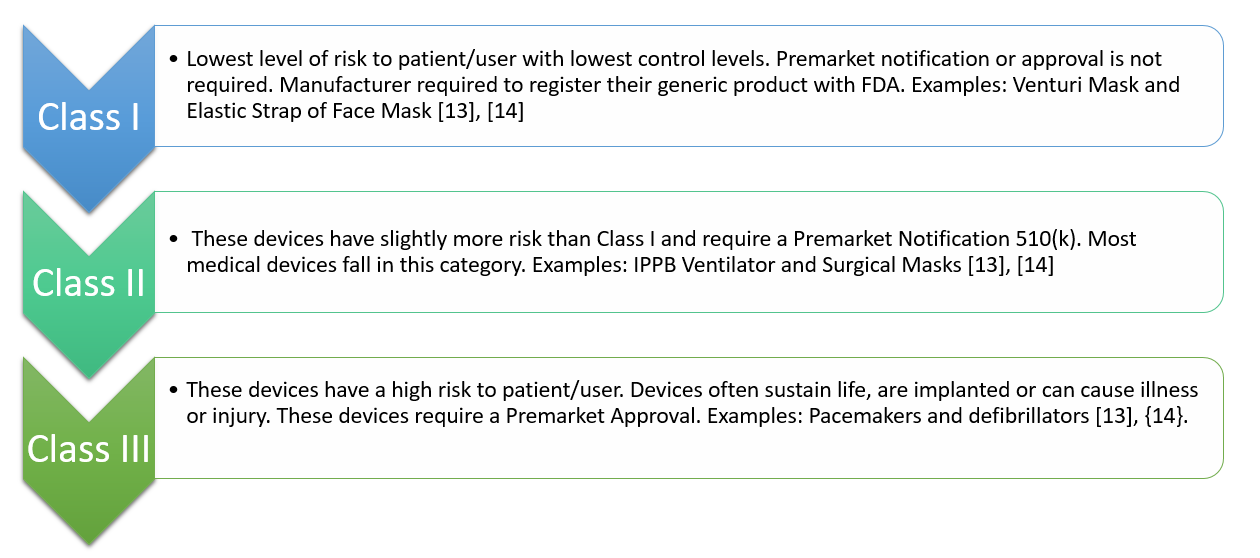 Class I
• Lowest level of risk to patient/user with lowest control levels. Premarket notification or approval is not
required. Manufacturer required to register their generic product with FDA. Examples: Venturi Mask and
Elastic Strap of Face Mask [13], [14]
Class II
• These devices have slightly more risk than Class I and require a Premarket Notification 510(k). Most
medical devices fall in this category. Examples: IPPB Ventilator and Surgical Masks [13], [14]
Class III
• These devices have a high risk to patient/user. Devices often sustain life, are implanted or can cause illness
or injury. These devices require a Premarket Approval. Examples: Pacemakers and defibrillators [13], {14}.